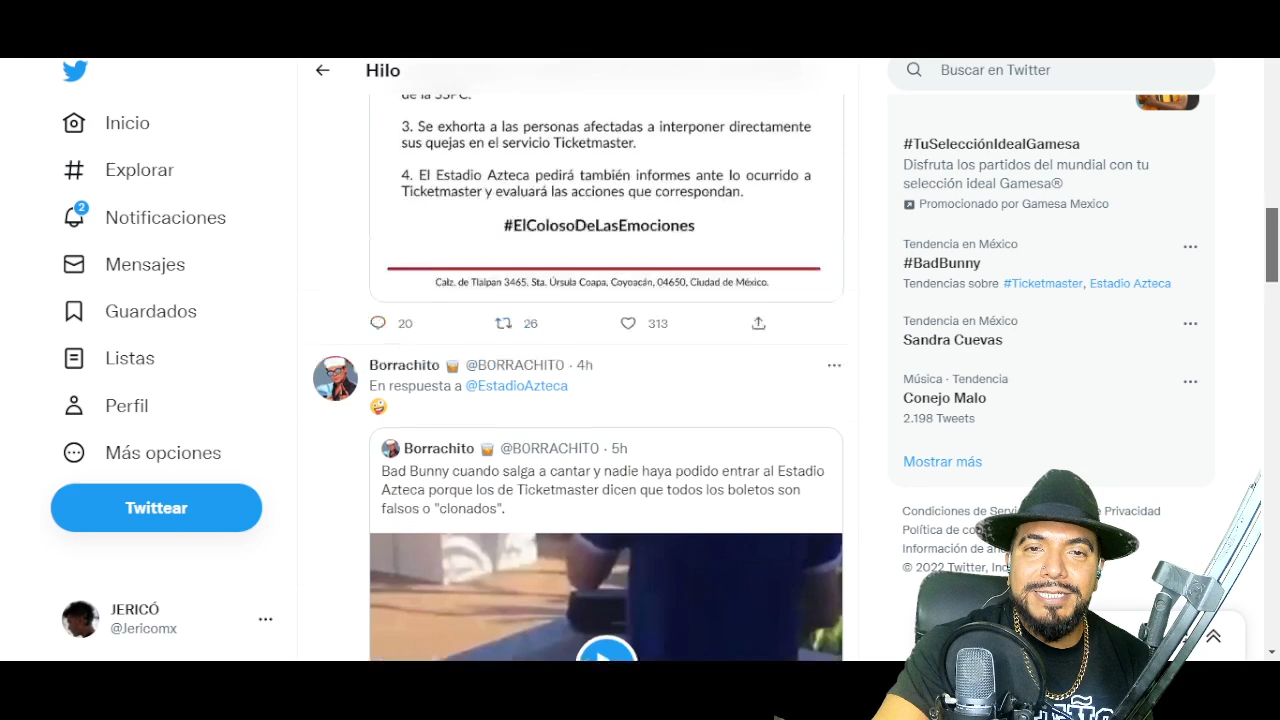 Inicio
Explorar
2
Notificaciones
Mensajes
Guardados
Listas
Perfil
Más opciones
Twittear
JERICÓ
@Jericomx
Hilo
de la SSPC.
3. Se exhorta a las personas afectadas a interponer directamente
sus quejas en el servicio Ticketmaster.
4. El Estadio Azteca pedirá también informes ante lo ocurrido a
Ticketmaster y evaluará las acciones que correspondan.
#ElColosoDeLasEmociones
Calz. de Tlalpan 3465, Sta. Úrsula Coapa, Coyoacán, 04650, Ciudad de México.
20 26 313
Borrachito @BORRACH1TO · 4h
En respuesta a @EstadioAzteca
Borrachito @BORRACH1TO · 5h
Bad Bunny cuando salga a cantar y nadie haya podido entrar al Estadio
Azteca porque los de Ticketmaster dicen que todos los boletos son
falsos o "clonados".
Buscar en Twitter
#TuSelecciónIdealGamesa
Disfruta los partidos del mundial con tu
selección ideal Gamesa®
Promocionado por Gamesa Mexico
Tendencia en México
#BadBunny
Tendencias sobre #Ticketmaster, Estadio Azteca
Tendencia en México
Sandra Cuevas
Música · Tendencia
Conejo Malo
2.198 Tweets
Mostrar más
Condiciones de Privacidad
Política de
Información de
© 2022 Twitter,